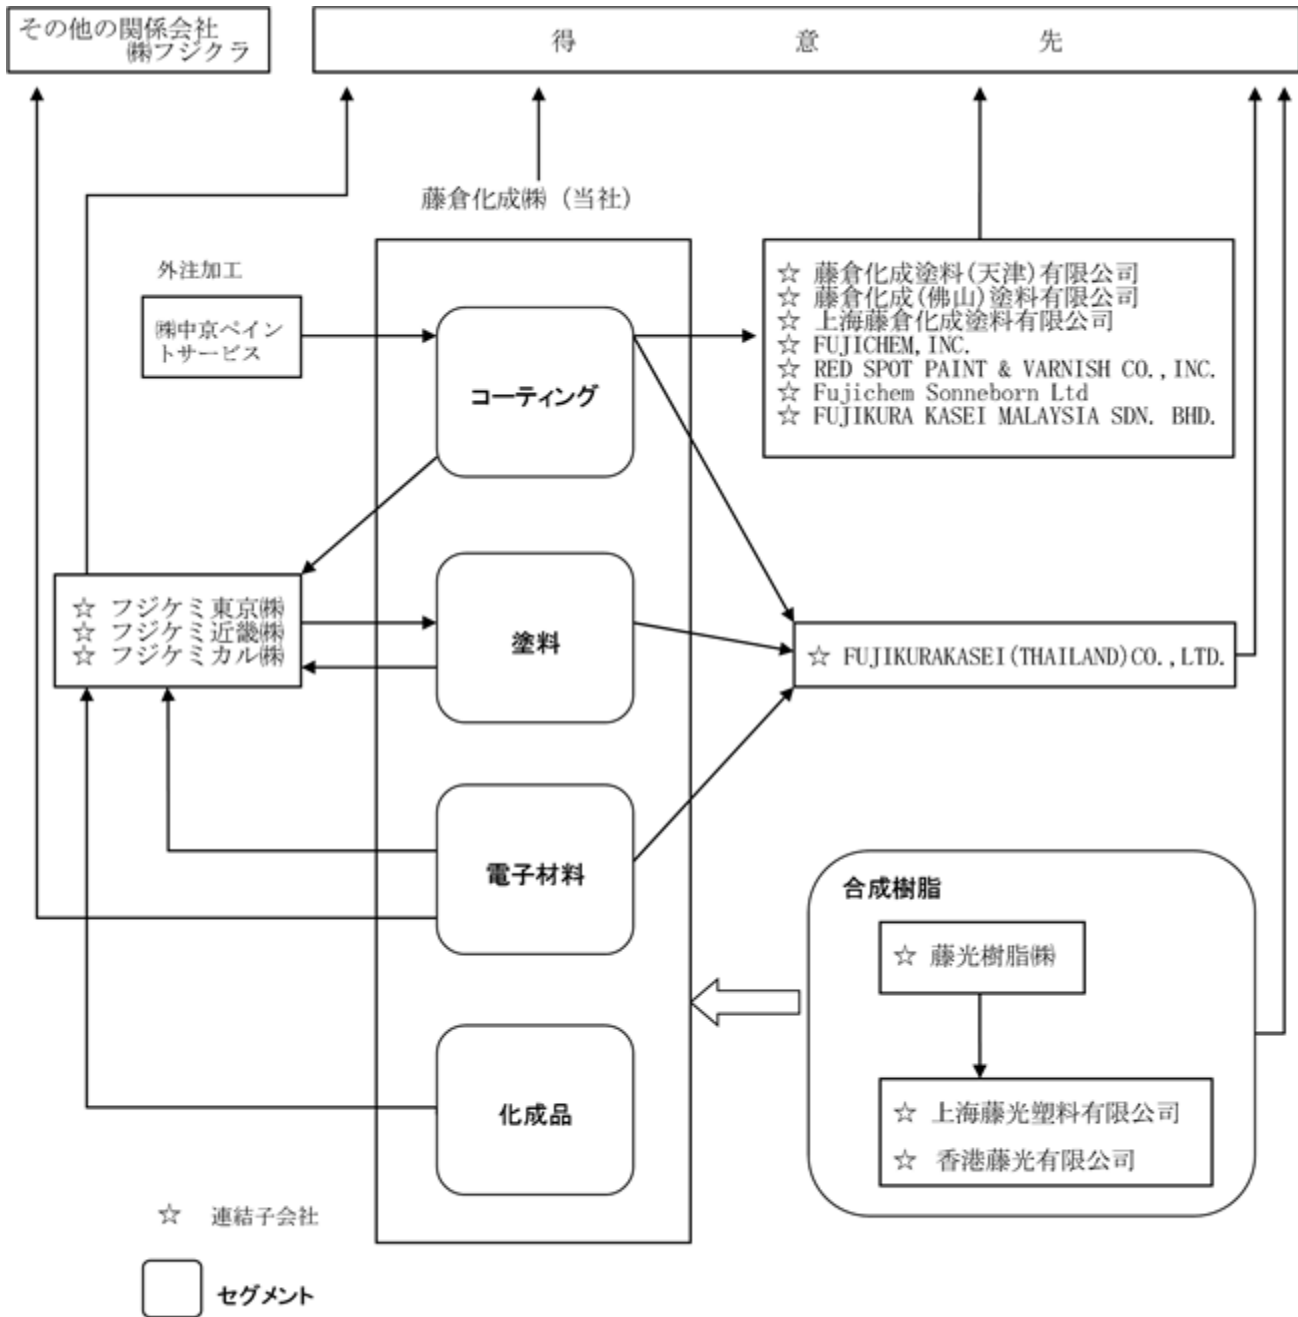 その他の関係会社
㈱フジクラ
得意先
藤倉化成㈱ (当社)
外注加工
㈱中京ペイン
トサービス
コーティング
☆ 藤倉化成塗料(天津)有限公司
☆ 藤倉化成(佛山)塗料有限公司
☆ 上海藤倉化成塗料有限公司
☆ FUJICHEM, INC.
☆ RED SPOT PAINT & VARNISH CO., INC.
☆ Fujichem Sonneborn Ltd
☆ FUJIKURA KASEI MALAYSIA SDN. BHD.
☆ フジケミ東京㈱
☆ フジケミ近畿㈱
☆ フジケミカル㈱
塗料
☆ FUJIKURAKASEI(THAILAND)CO.,LTD.
電子材料
合成樹脂
☆ 藤光樹脂㈱
化成品
☆ 上海藤光塑料有限公司
☆ 香港藤光有限公司
☆ 連結子会社
セグメント